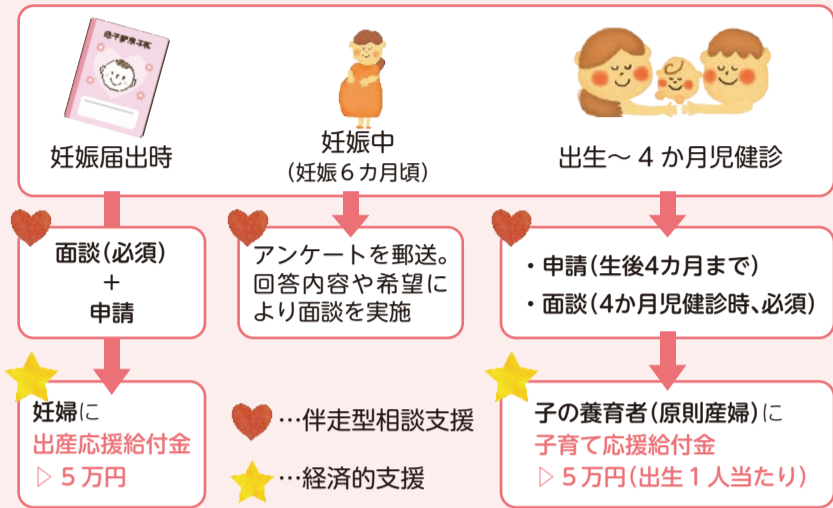 母子健康手帳
妊娠届出時
妊娠中
(妊娠6カ月頃)
出生～4か月児健診
面談(必須)
+
申請
アンケートを郵送。
回答内容や希望に
より面談を実施
・申請(生後4カ月まで)
・面談(4か月児健診時、必須)
妊婦に
出産応援給付金
▷5万円
…伴走型相談支援
…経済的支援
子の養育者(原則産婦)に
子育て応援給付金
▷5万円(出生1人当たり)